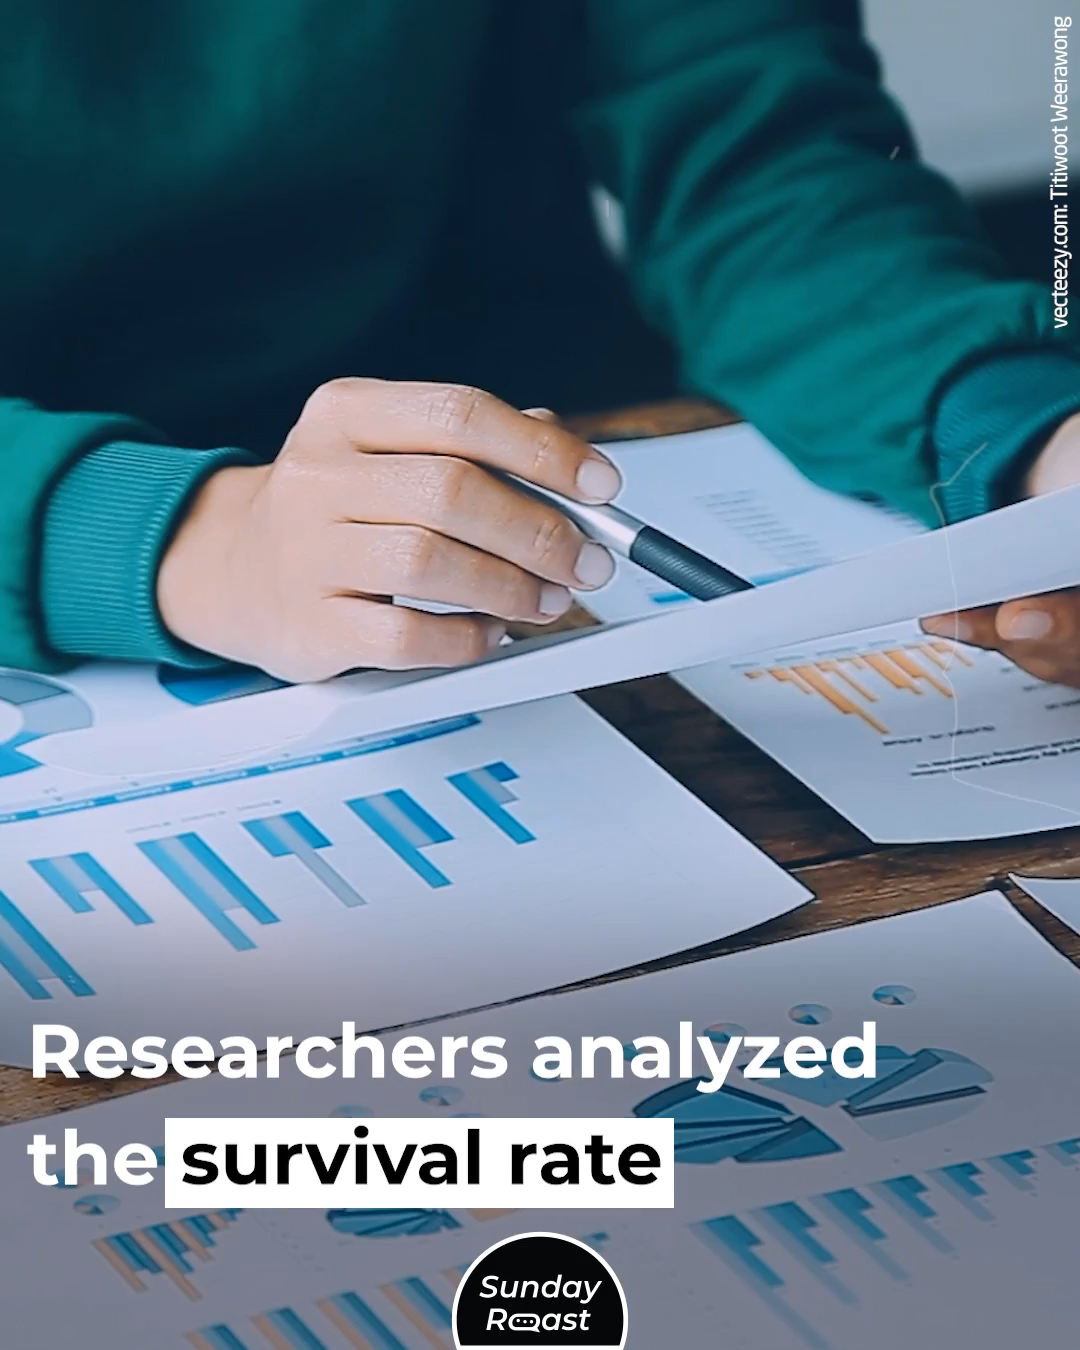 vecteezy.com: Titiwoot Weerawong
Researchers analyzed
the survival rate
Sunday
Roast